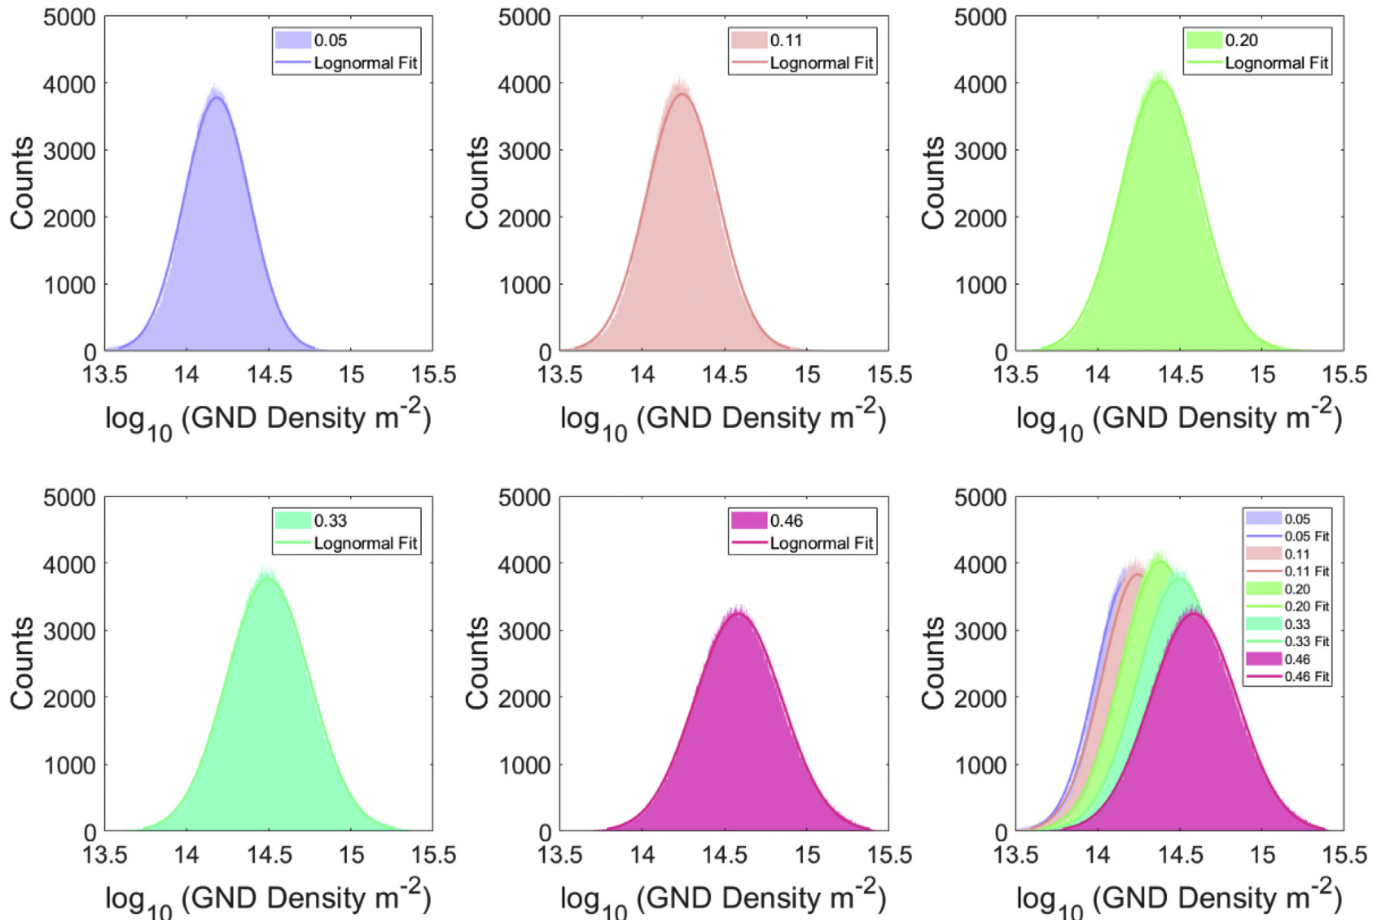 5000
4000
3000
2000
1000
0
Counts
0.05
Lognormal Fit
13.5 14 14.5 15 15.5
log10 (GND Density m-2)
5000
4000
3000
2000
1000
0
Counts
0.11
Lognormal Fit
13.5 14 14.5 15 15.5
log10 (GND Density m-2)
5000
4000
3000
2000
1000
0
Counts
0.20
Lognormal Fit
13.5 14 14.5 15 15.5
log10 (GND Density m-2)
5000
4000
3000
2000
1000
0
Counts
0.33
Lognormal Fit
13.5 14 14.5 15 15.5
log10 (GND Density m-2)
5000
4000
3000
2000
1000
0
Counts
0.46
Lognormal Fit
13.5 14 14.5 15 15.5
log10 (GND Density m-2)
5000
4000
3000
2000
1000
0
Counts
0.05
0.05 Fit
0.11
0.11 Fit
0.20
0.20 Fit
0.33
0.33 Fit
0.46
0.46 Fit
13.5 14 14.5 15 15.5
log10 (GND Density m-2)